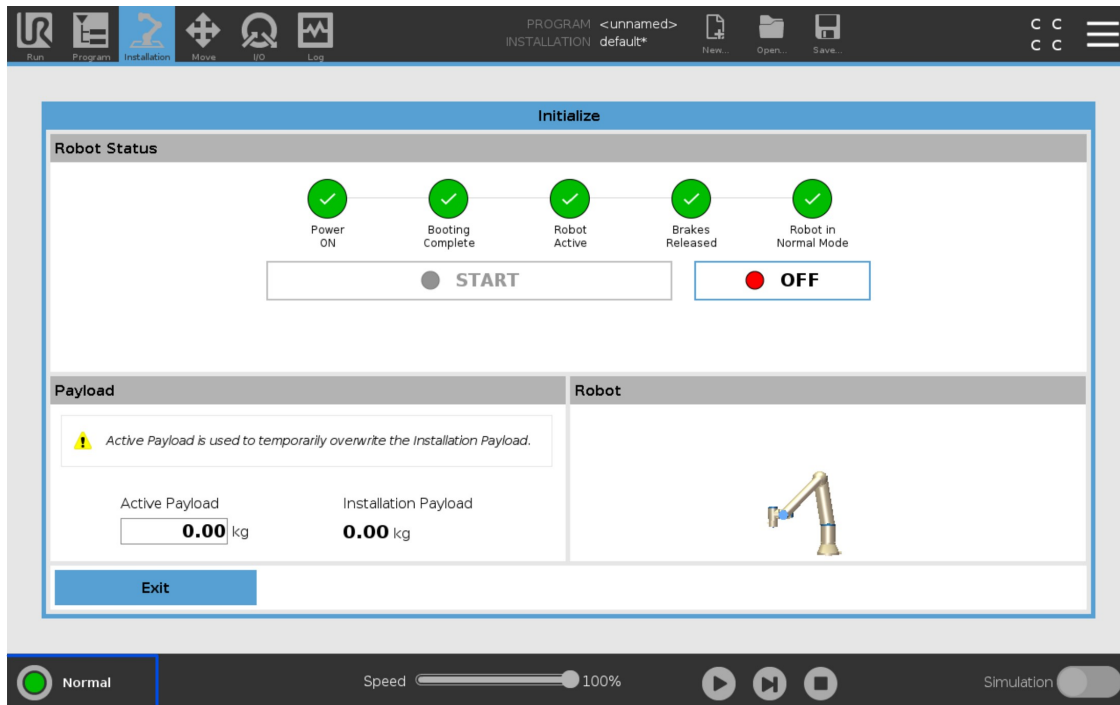 PROGRAM <unnamed>
INSTALLATION default*
UR
Run
Program
Installation
Move
I/O
Log
New...
Open...
Save...
C C
C C
Initialize
Robot Status
Power
ON
Booting
Complete
Robot
Active
Brakes
Released
Robot in
Normal Mode
START
OFF
Payload
Robot
Active Payload is used to temporarily overwrite the Installation Payload.
Active Payload
Installation Payload
0.00 kg
0.00 kg
Exit
Normal
Speed
100%
Simulation